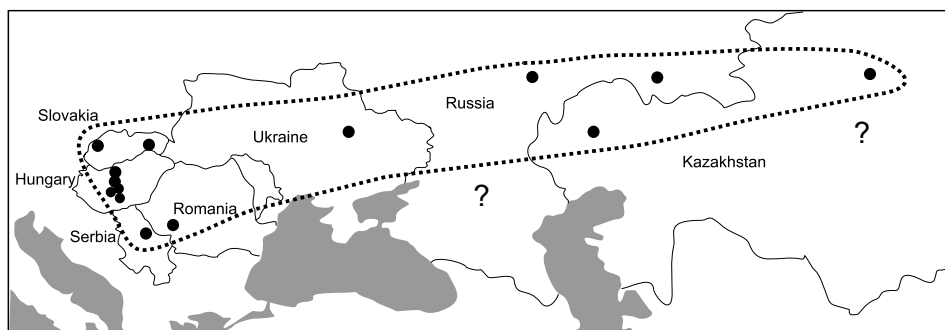 Slovakia
Russia
Ukraine
?
Kazakhstan
Hungary
?
Romania
Serbia